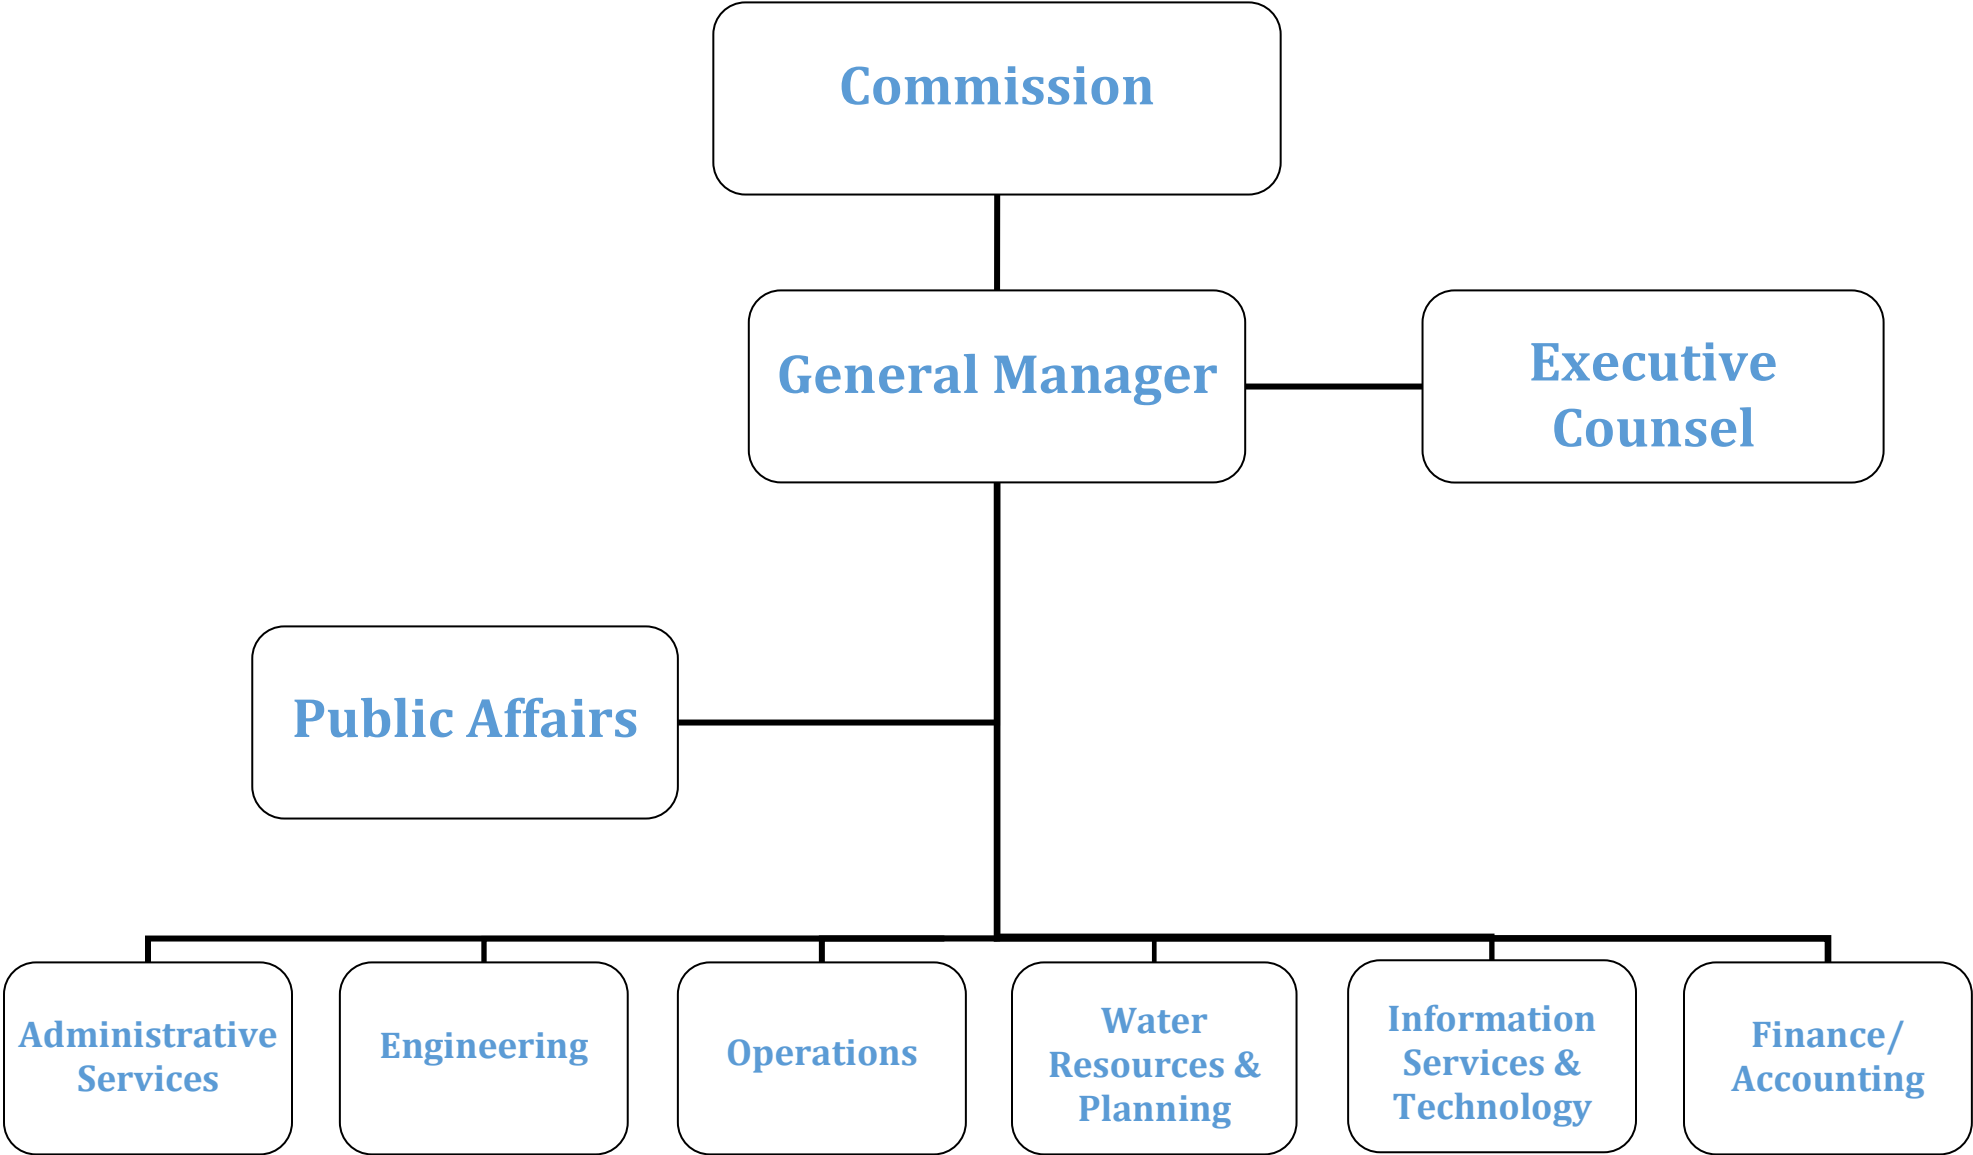 Commission
General Manager
Executive
Counsel
Public Affairs
Administrative
Services
Engineering
Operations
Water
Resources &
Planning
Information
Services &
Technology
Finance/
Accounting